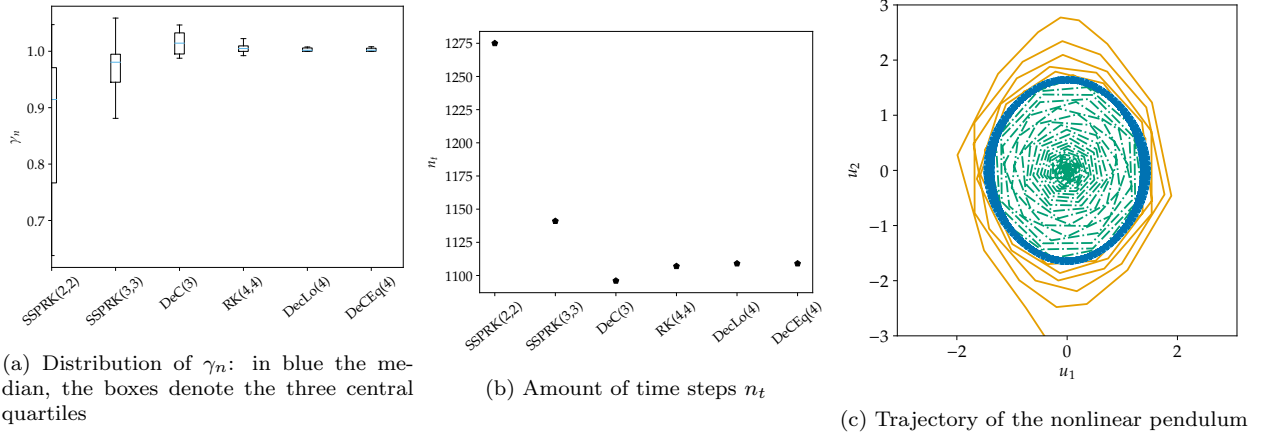 1.0
0.9
0.8
0.7
γn
SSPRK(2,2)
SSPRK(3,3)
DeC(3)
RK(4,4)
DecLo(4)
DeCEq(4)
(a) Distribution of γn: in blue the me-
dian, the boxes denote the three central
quartiles
1275
1250
1225
1200
1175
1150
1125
1100
nt
SSPRK(2,2)
SSPRK(3,3)
DeC(3)
RK(4,4)
DecLo(4)
DeCEq(4)
(b) Amount of time steps nt
3
2
1
0
−1
−2
−3
u2
−2
0
2
u1
(c) Trajectory of the nonlinear pendulum